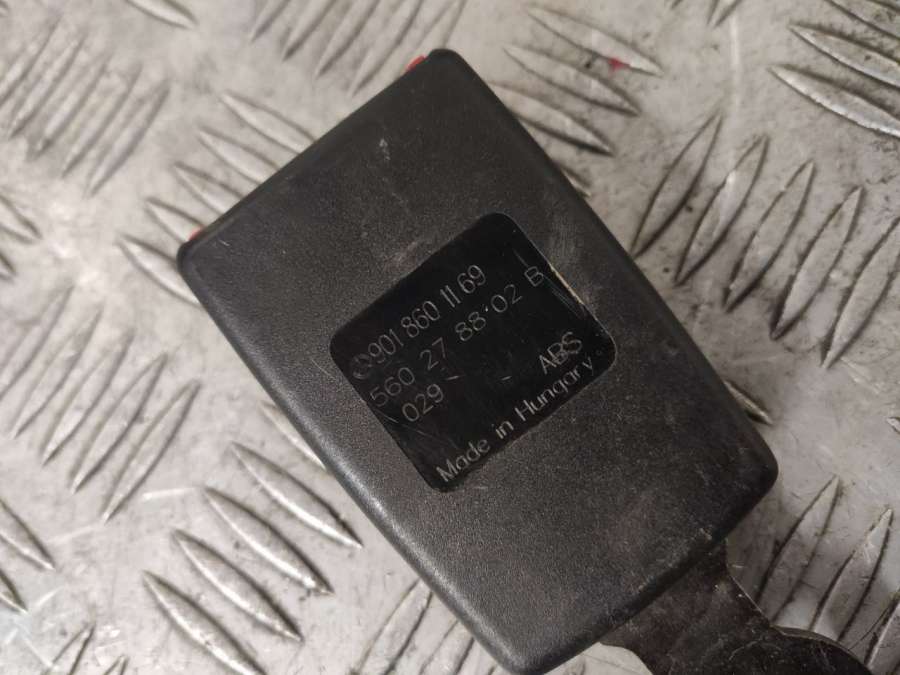 901 860 11 69
560 27 88'02 B
029 - - ABS
Made in Hungary